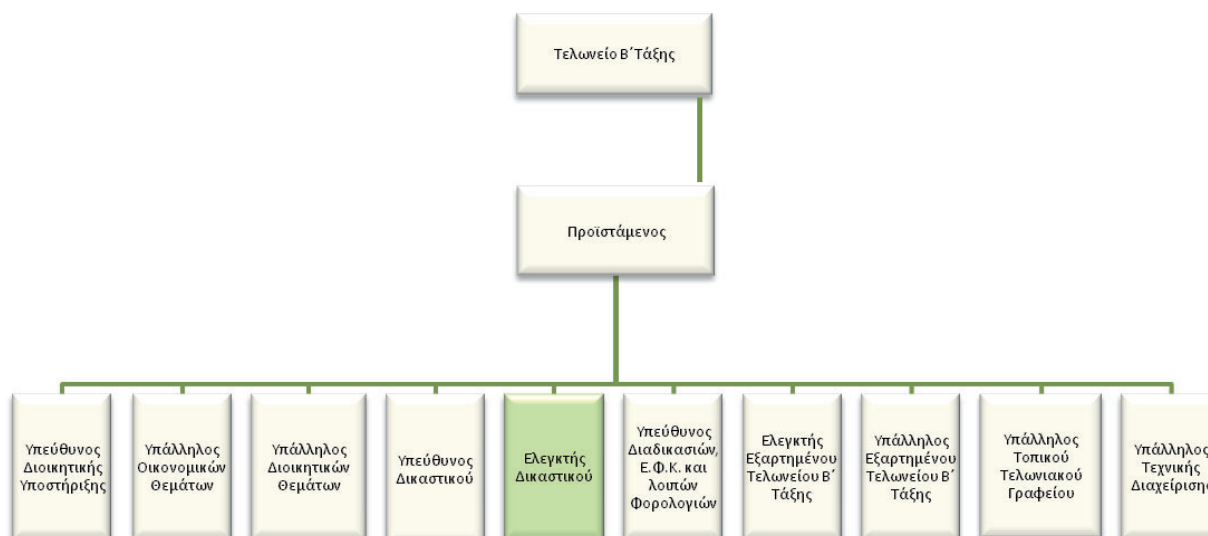 Τελωνείο Β΄Τάξης
Προϊστάμενος
Υπεύθυνος
Διοικητικής
Υποστήριξης
Υπάλληλος
Οικονομικών
Θεμάτων
Υπάλληλος
Διοικητικών
Θεμάτων
Υπεύθυνος
Δικαστικού
Ελεγκτής
Δικαστικού
Υπεύθυνος
Διαδικασιών,
Ε.Φ.Κ. και
λοιπών
Φορολογιών
Ελεγκτής
Εξαρτημένου
Τελωνείου Β΄
Τάξης
Υπάλληλος
Εξαρτημένου
Τελωνείου Β΄
Τάξης
Υπάλληλος
Τοπικού
Τελωνιακού
Γραφείου
Υπάλληλος
Τεχνικής
Διαχείρισης